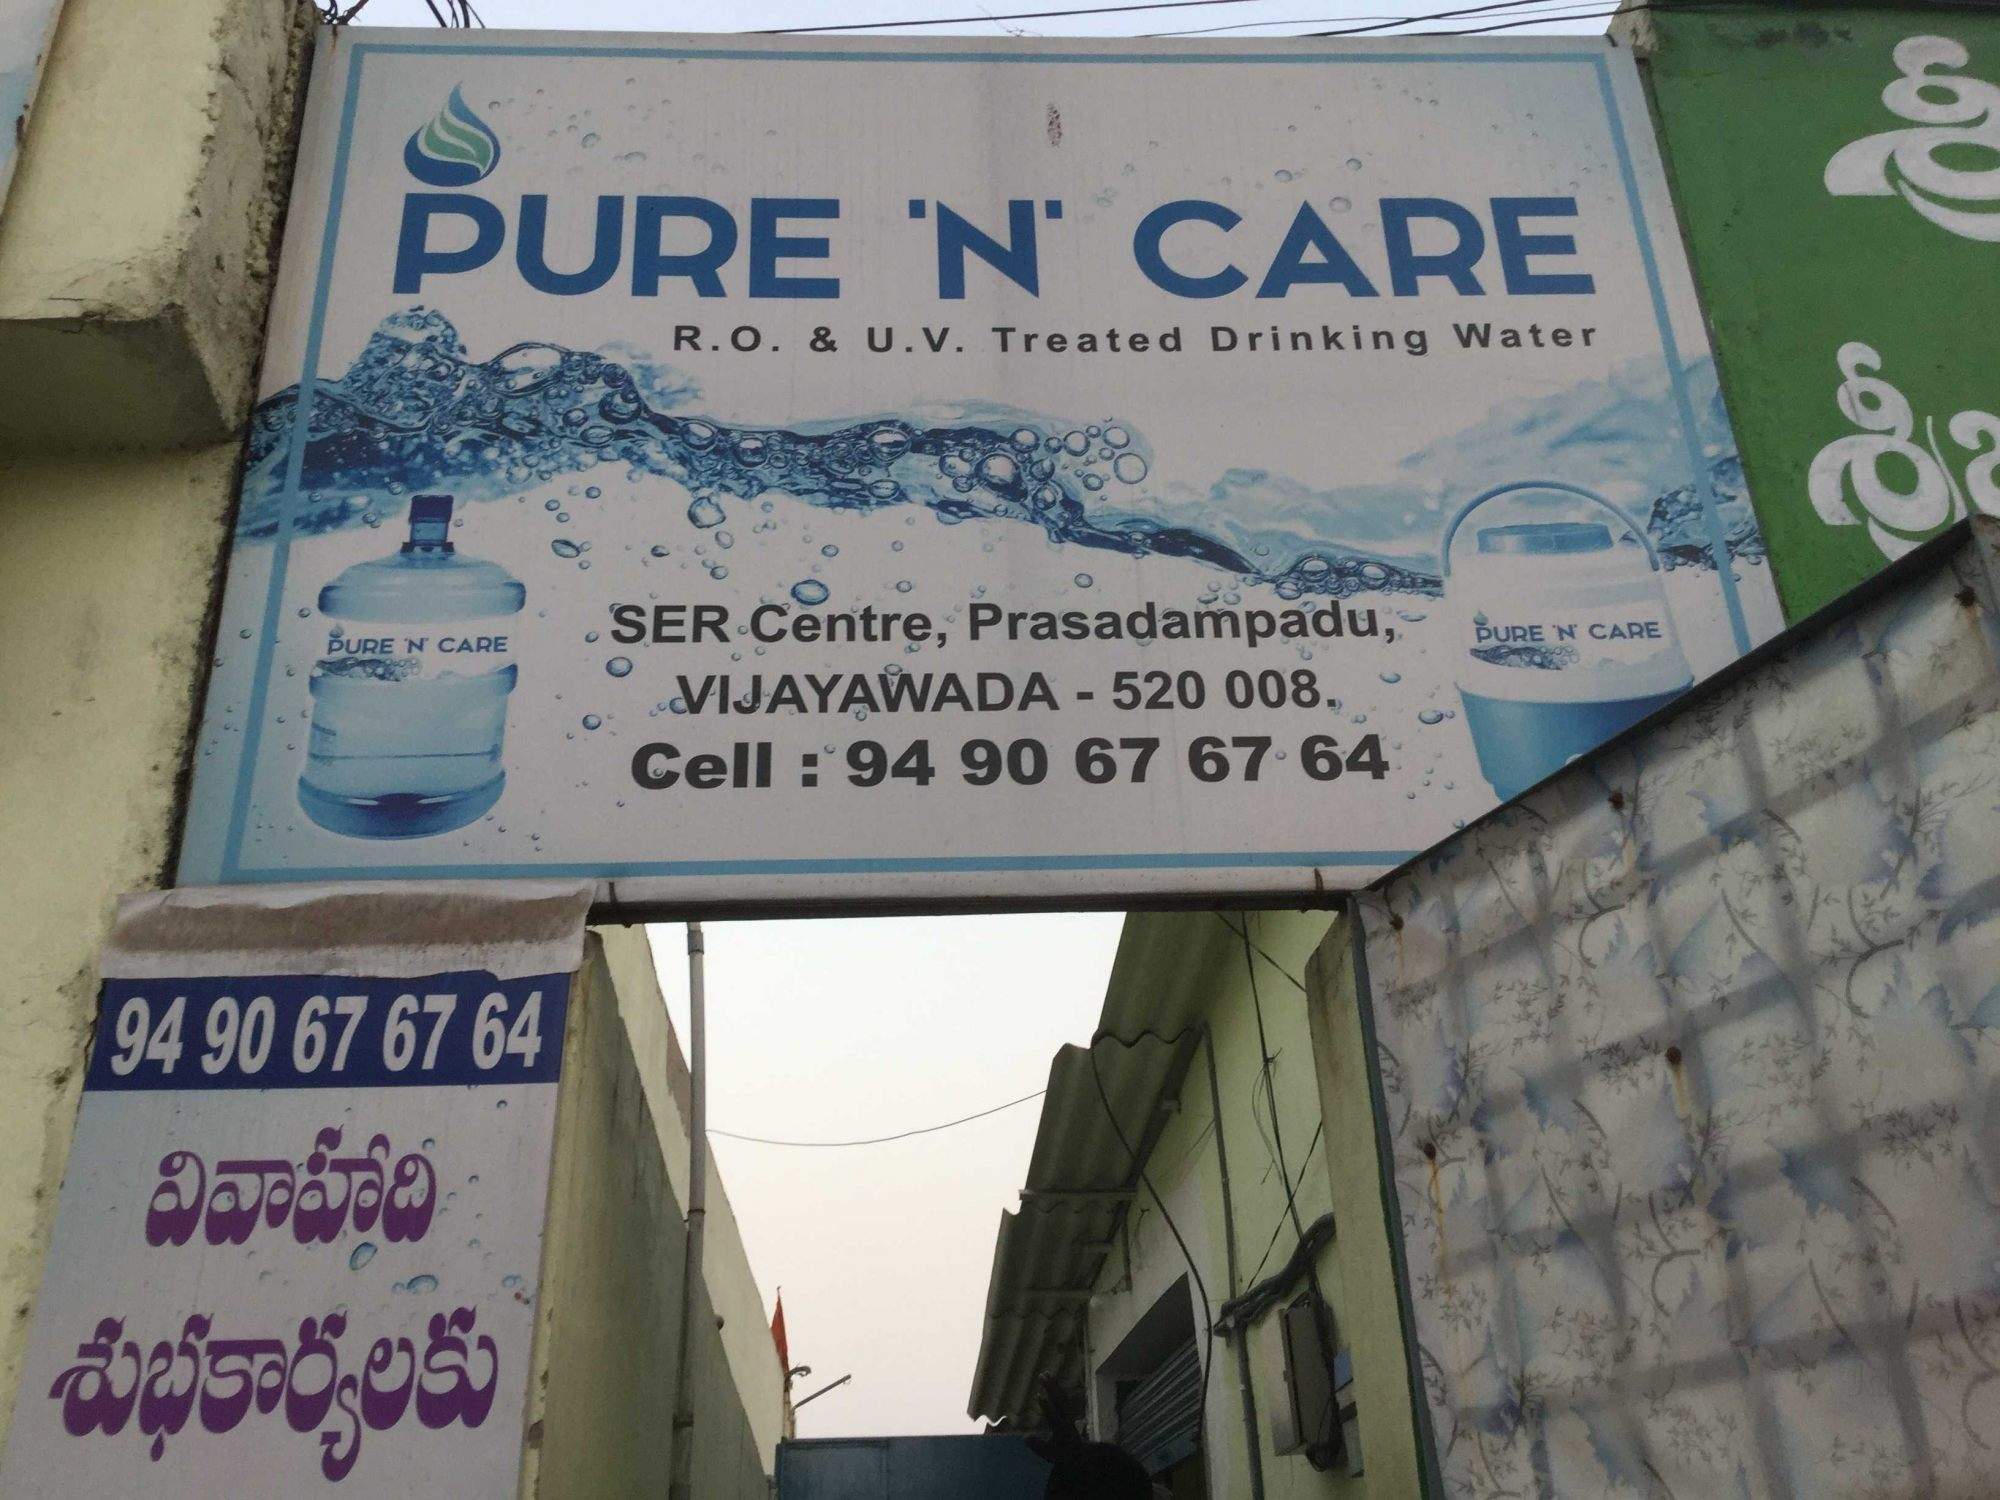 PURE 'N' CARE
R.O. & U.V. Treated Drinking Water
PURE 'N' CARE
PURE 'N' CARE
SER Centre, Prasadampadu,
VIJAYAWADA - 520 008.
Cell : 94 90 67 67 64
94 90 67 67 64
వివాహాది
శుభకార్యలకు
శ్రీ